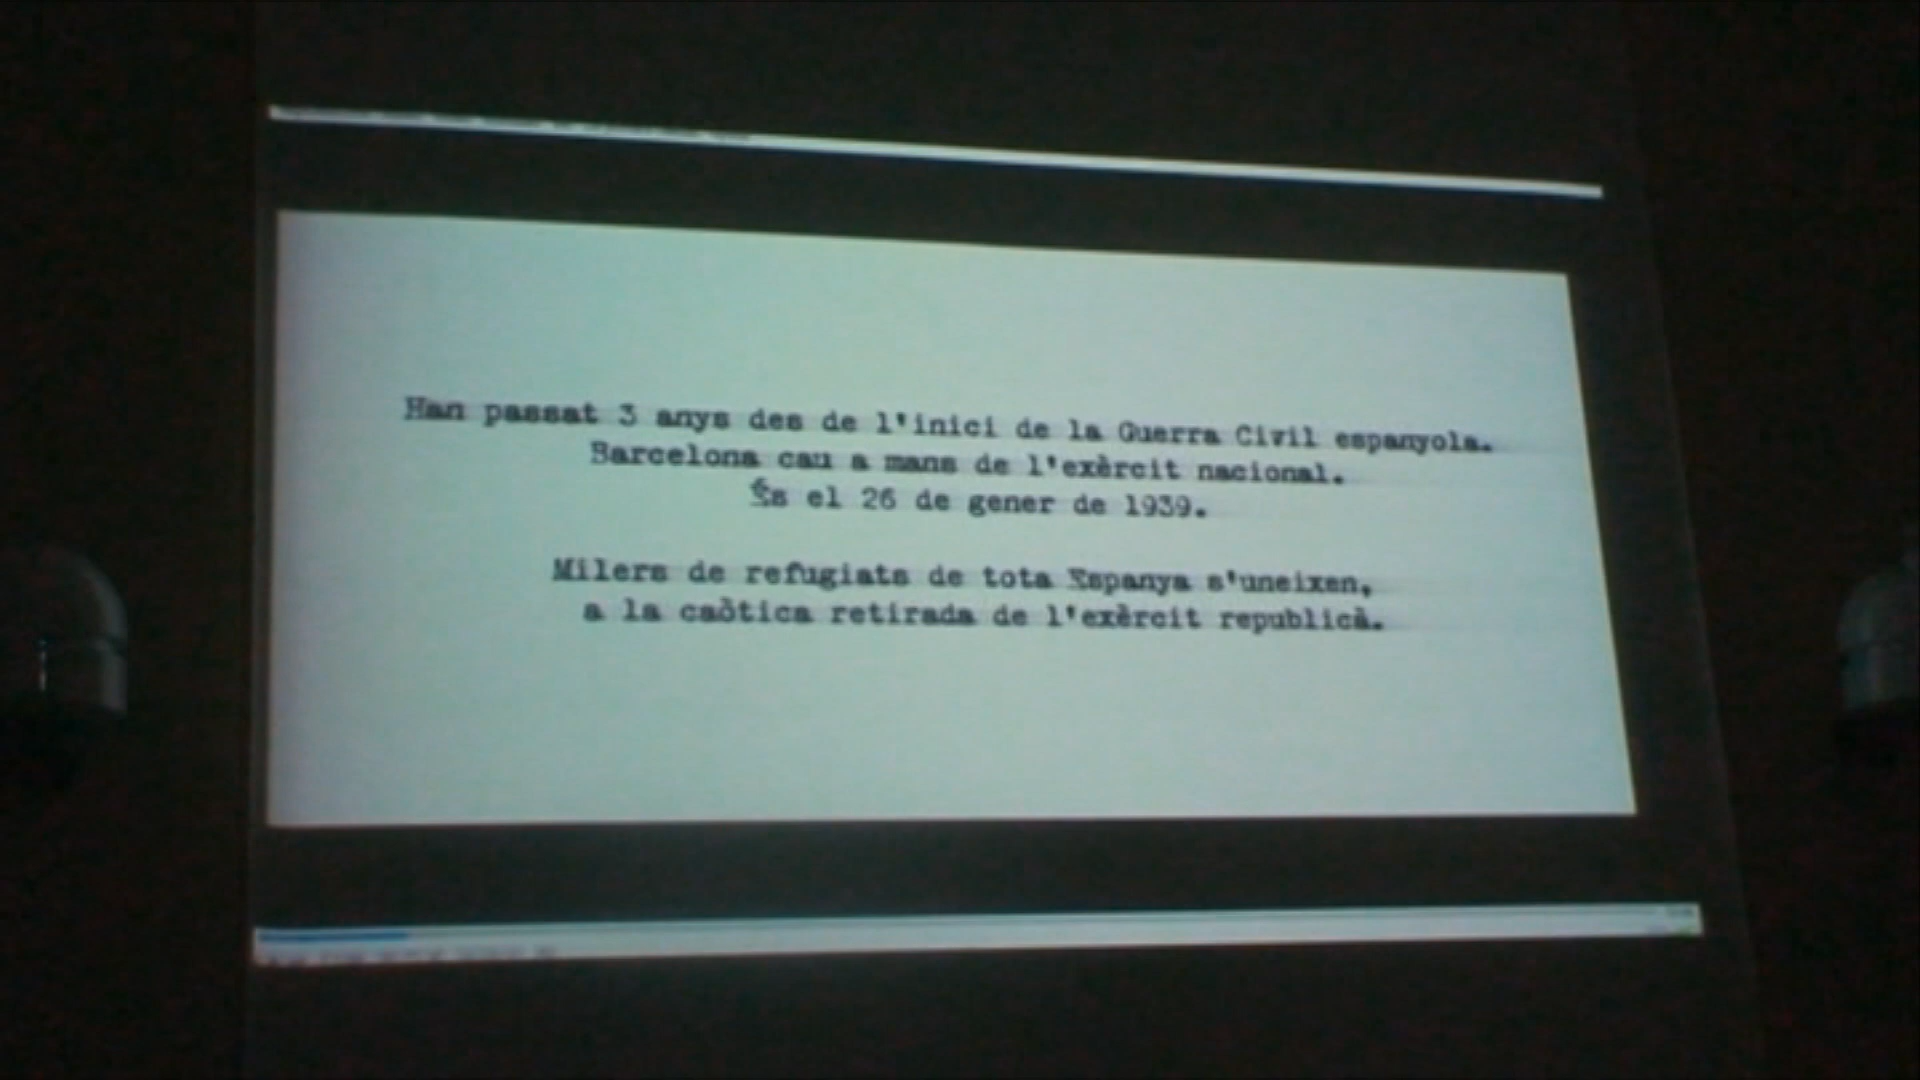 Han passat 3 anys des de l'inici de la Guerra Civil espanyola.
Barcelona cau a mans de l'exèrcit nacional.
És el 26 de gener de 1939.
Milers de refugiats de tota Espanya s'uneixen,
a la caòtica retirada de l'exèrcit republicà.